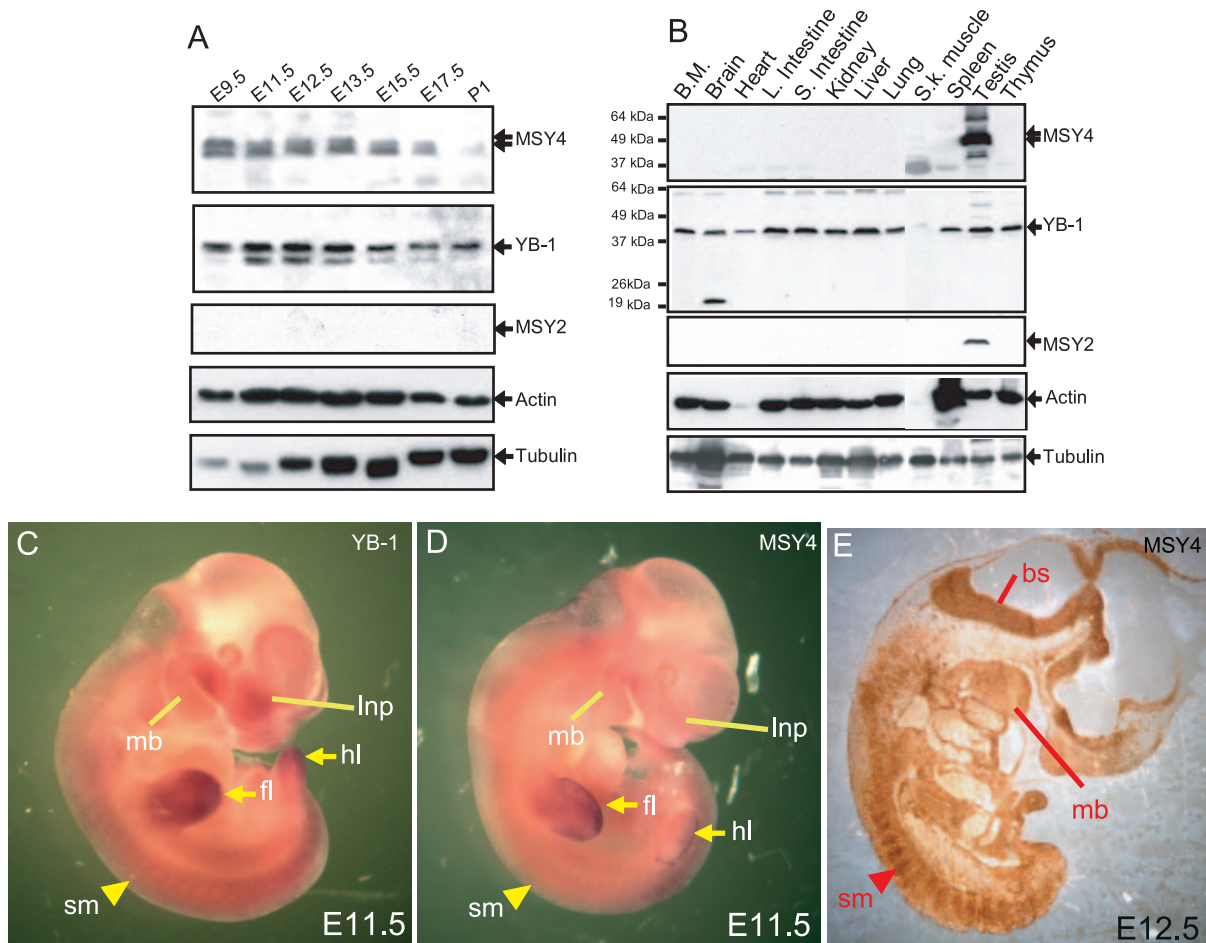 A
E9.5 E11.5 E12.5 E13.5 E15.5 E17.5 P1
MSY4
YB-1
MSY2
Actin
Tubulin
B
B.M. Brain Heart L. Intestine S. Intestine Kidney Liver Lung S.k. muscle Spleen Testis Thymus
64 kDa
49 kDa
37 kDa
MSY4
64 kDa
49 kDa
37 kDa
26kDa
19 kDa
YB-1
MSY2
Actin
Tubulin
C YB-1
mb
lnp
hl
fl
sm
E11.5
D MSY4
mb
lnp
fl
hl
sm
E11.5
E MSY4
bs
mb
sm
E12.5